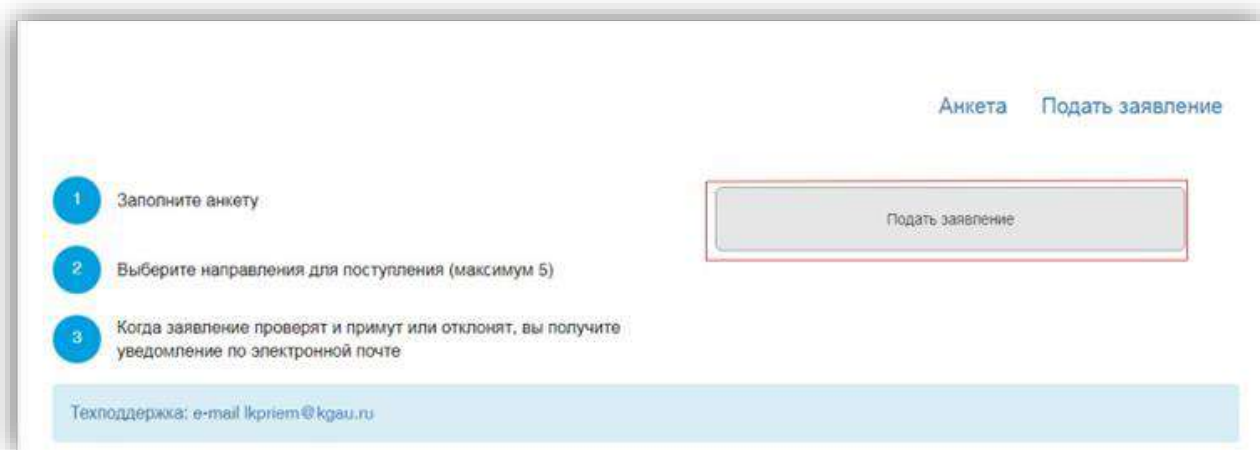 Анкета Подать заявление
1 Заполните анкету
Подать заявление
2 Выберите направления для поступления (максимум 5)
3 Когда заявление проверят и примут или отклонят, вы получите
уведомление по электронной почте
Техподдержка: e-mail lkpriem@kgau.ru